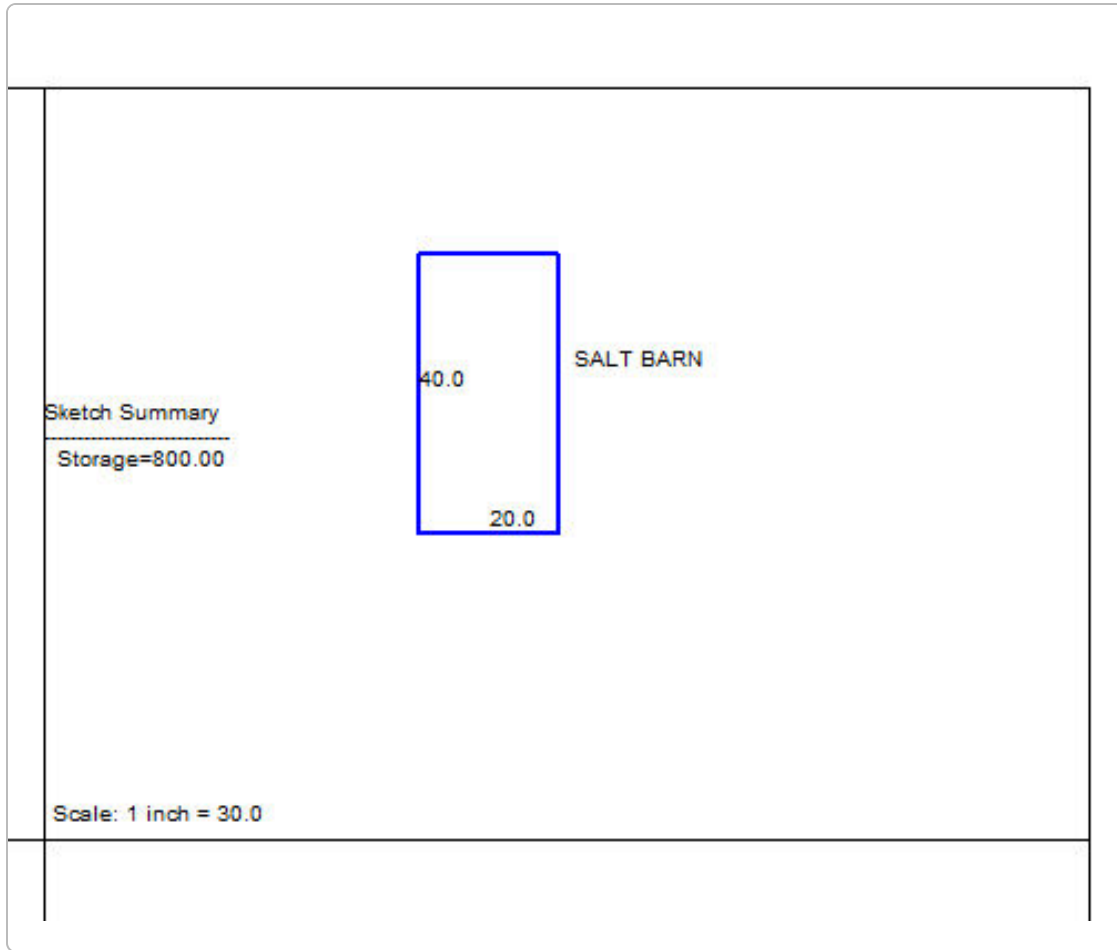 SALT BARN
40.0
Sketch Summary
Storage=800.00
20.0
Scale: 1 inch = 30.0